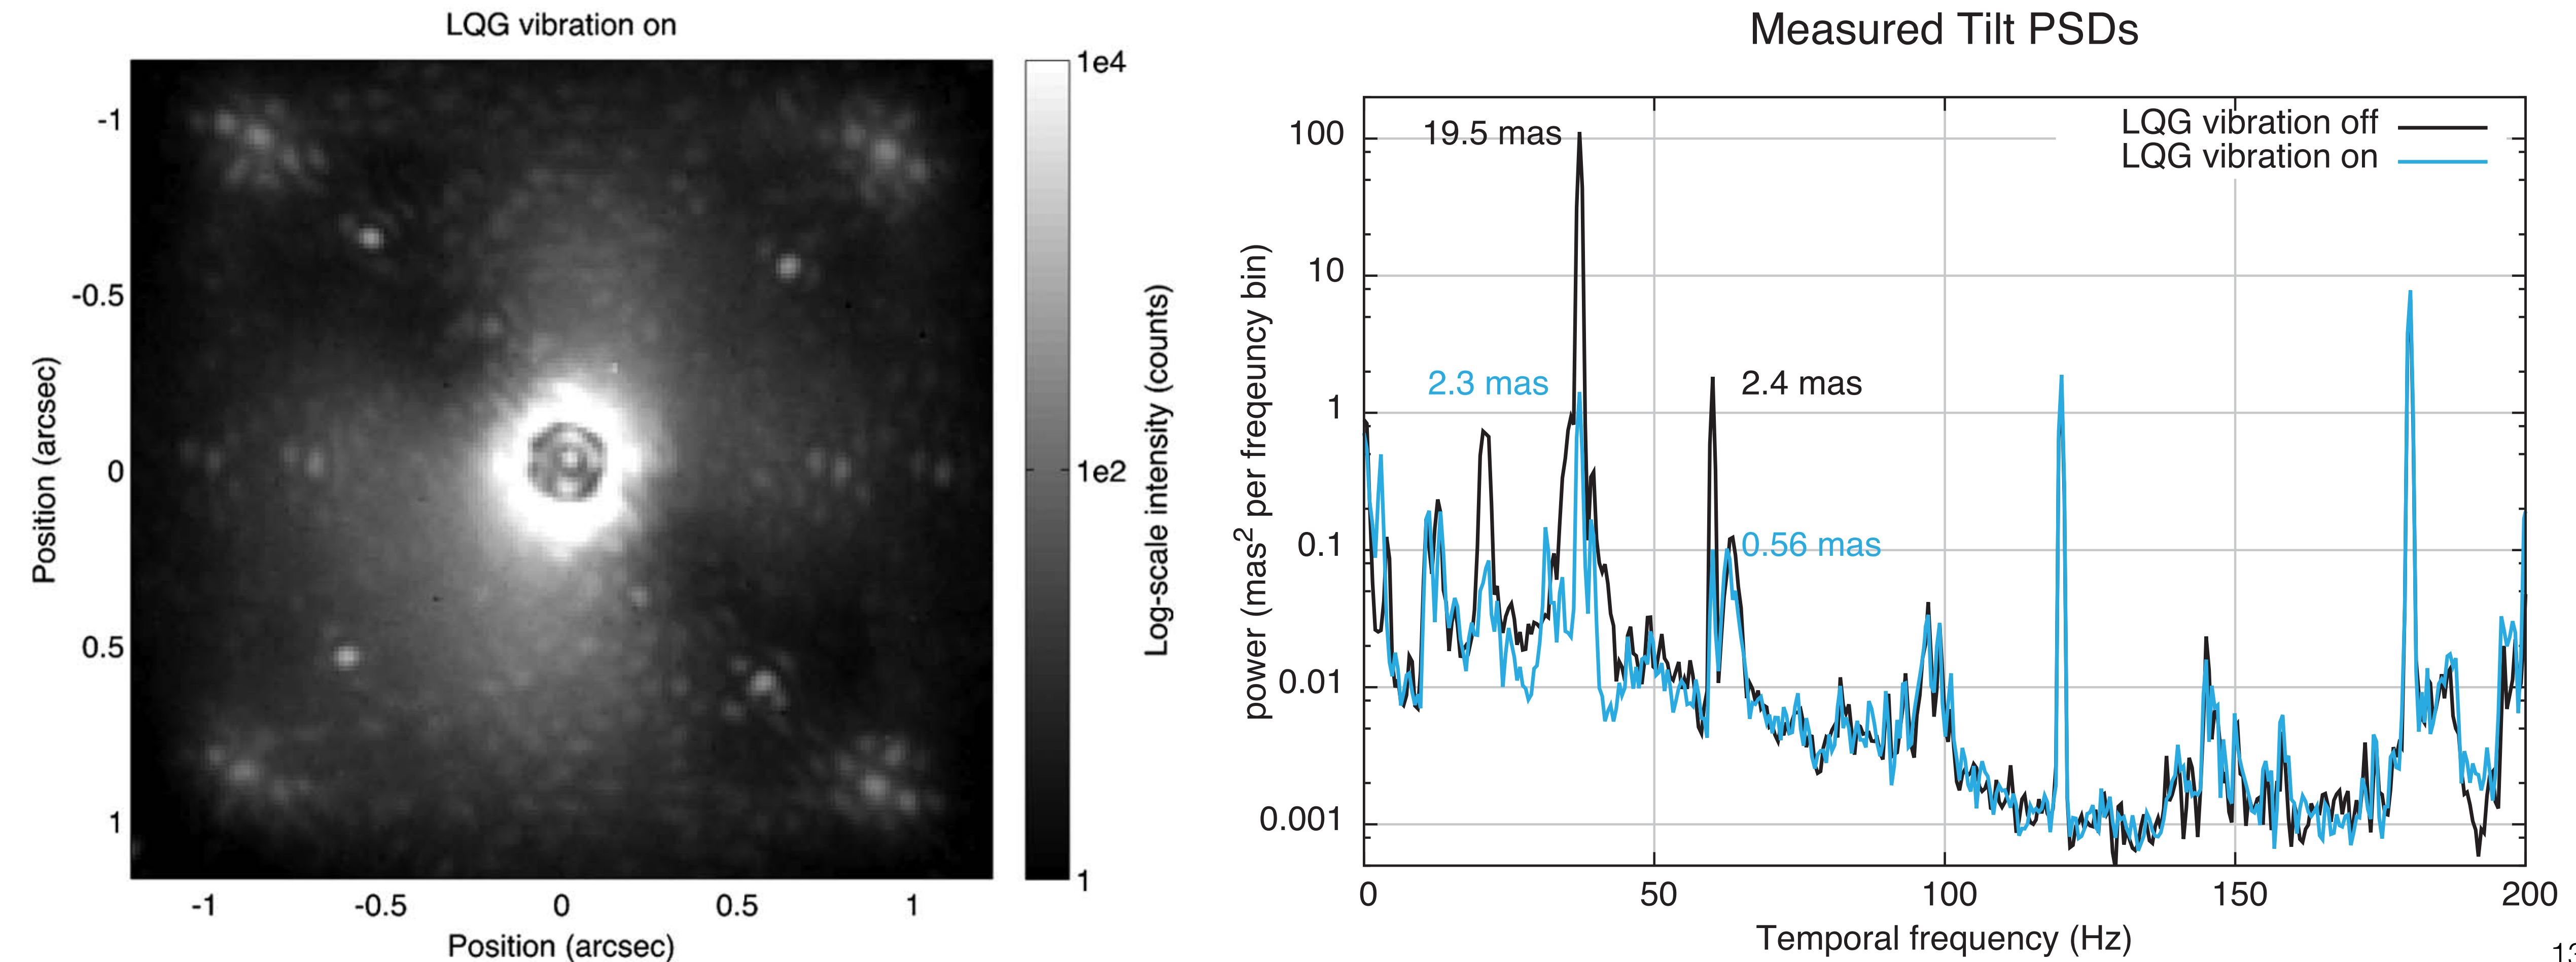 LQG vibration on
-1
-0.5
0
0.5
1
Position (arcsec)
-1
-0.5
0
0.5
1
Position (arcsec)
1e4
1e2
1
Log-scale intensity (counts)
Measured Tilt PSDs
100
10
1
0.1
0.01
0.001
power (mas² per freqeuncy bin)
LQG vibration off
LQG vibration on
19.5 mas
2.3 mas
2.4 mas
0.56 mas
0
50
100
150
200
Temporal frequency (Hz)